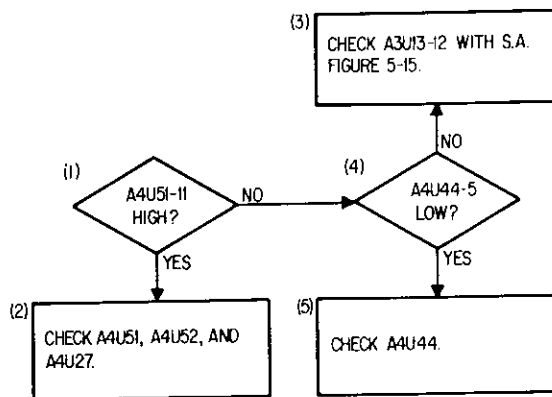 (3)
CHECK A3U13-12 WITH S.A.
FIGURE 5-15.
NO
(1)
A4U51-11
HIGH?
NO
(4)
A4U44-5
LOW?
YES
YES
(2)
CHECK A4U51, A4U52, AND
A4U27.
(5)
CHECK A4U44.